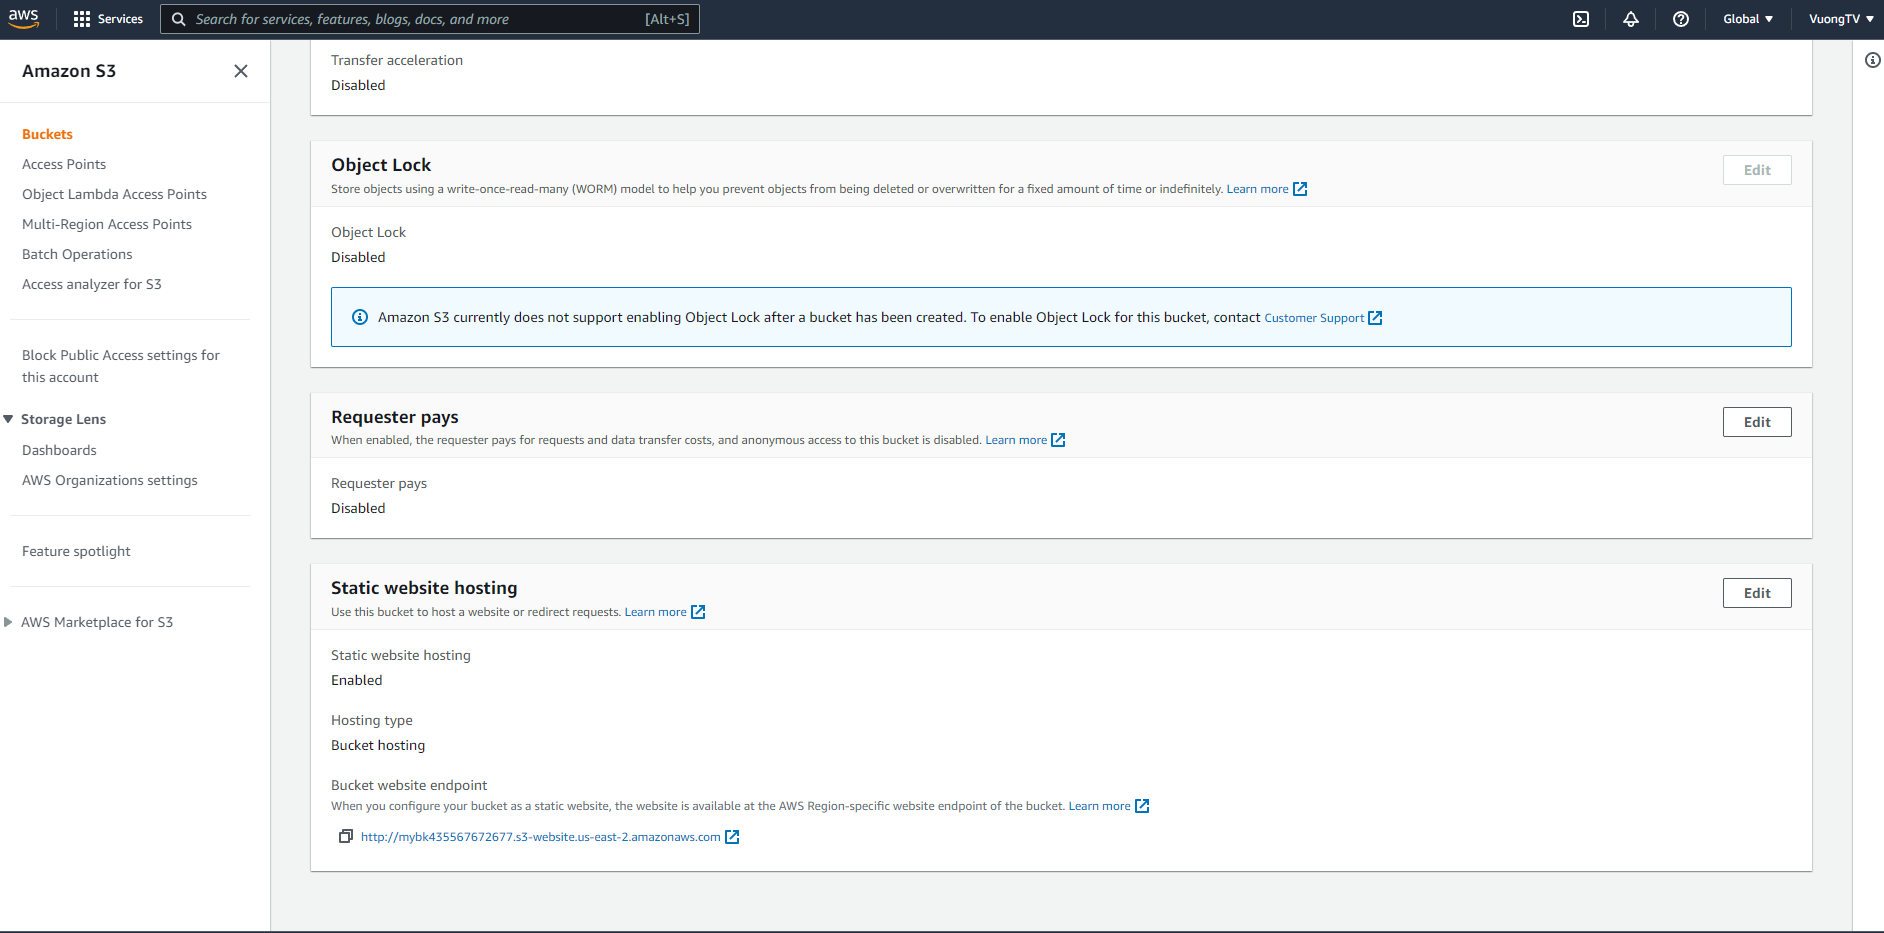 aws
Services
Search for services, features, blogs, docs, and more
[Alt+S]
Global
VuongTV
Amazon S3
Buckets
Access Points
Object Lambda Access Points
Multi-Region Access Points
Batch Operations
Access analyzer for S3
Block Public Access settings for
this account
Storage Lens
Dashboards
AWS Organizations settings
Feature spotlight
AWS Marketplace for S3
Transfer acceleration
Disabled
Object Lock
Edit
Store objects using a write-once-read-many (WORM) model to help you prevent objects from being deleted or overwritten for a fixed amount of time or indefinitely. Learn more
Object Lock
Disabled
Amazon S3 currently does not support enabling Object Lock after a bucket has been created. To enable Object Lock for this bucket, contact Customer Support
Requester pays
Edit
When enabled, the requester pays for requests and data transfer costs, and anonymous access to this bucket is disabled. Learn more
Requester pays
Disabled
Static website hosting
Edit
Use this bucket to host a website or redirect requests. Learn more
Static website hosting
Enabled
Hosting type
Bucket hosting
Bucket website endpoint
When you configure your bucket as a static website, the website is available at the AWS Region-specific website endpoint of the bucket. Learn more
http://mybk435567672677.s3-website.us-east-2.amazonaws.com